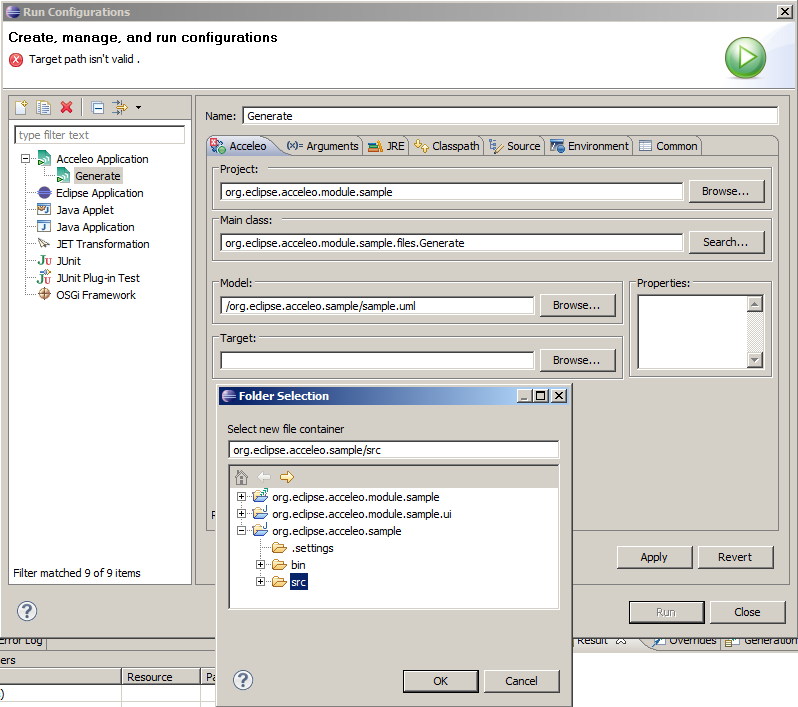 Run Configurations
Create, manage, and run configurations
Target path isn't valid .
type filter text
Acceleo Application
Generate
Eclipse Application
Java Applet
Java Application
JET Transformation
JUnit
JUnit Plug-in Test
OSGi Framework
Filter matched 9 of 9 items
Name: Generate
Acceleo (x)= Arguments JRE Classpath Source Environment Common
Project:
org.eclipse.acceleo.module.sample Browse...
Main class:
org.eclipse.acceleo.module.sample.files.Generate Search...
Model:
/org.eclipse.acceleo.sample/sample.uml Browse...
Properties:
Target:
Browse...
Folder Selection
Select new file container
org.eclipse.acceleo.sample/src
org.eclipse.acceleo.module.sample
org.eclipse.acceleo.module.sample.ui
org.eclipse.acceleo.sample
.settings
bin
src
OK Cancel
Apply Revert
Run Close
Error Log
Result Overrides Generation
ers
Resource Pa
)